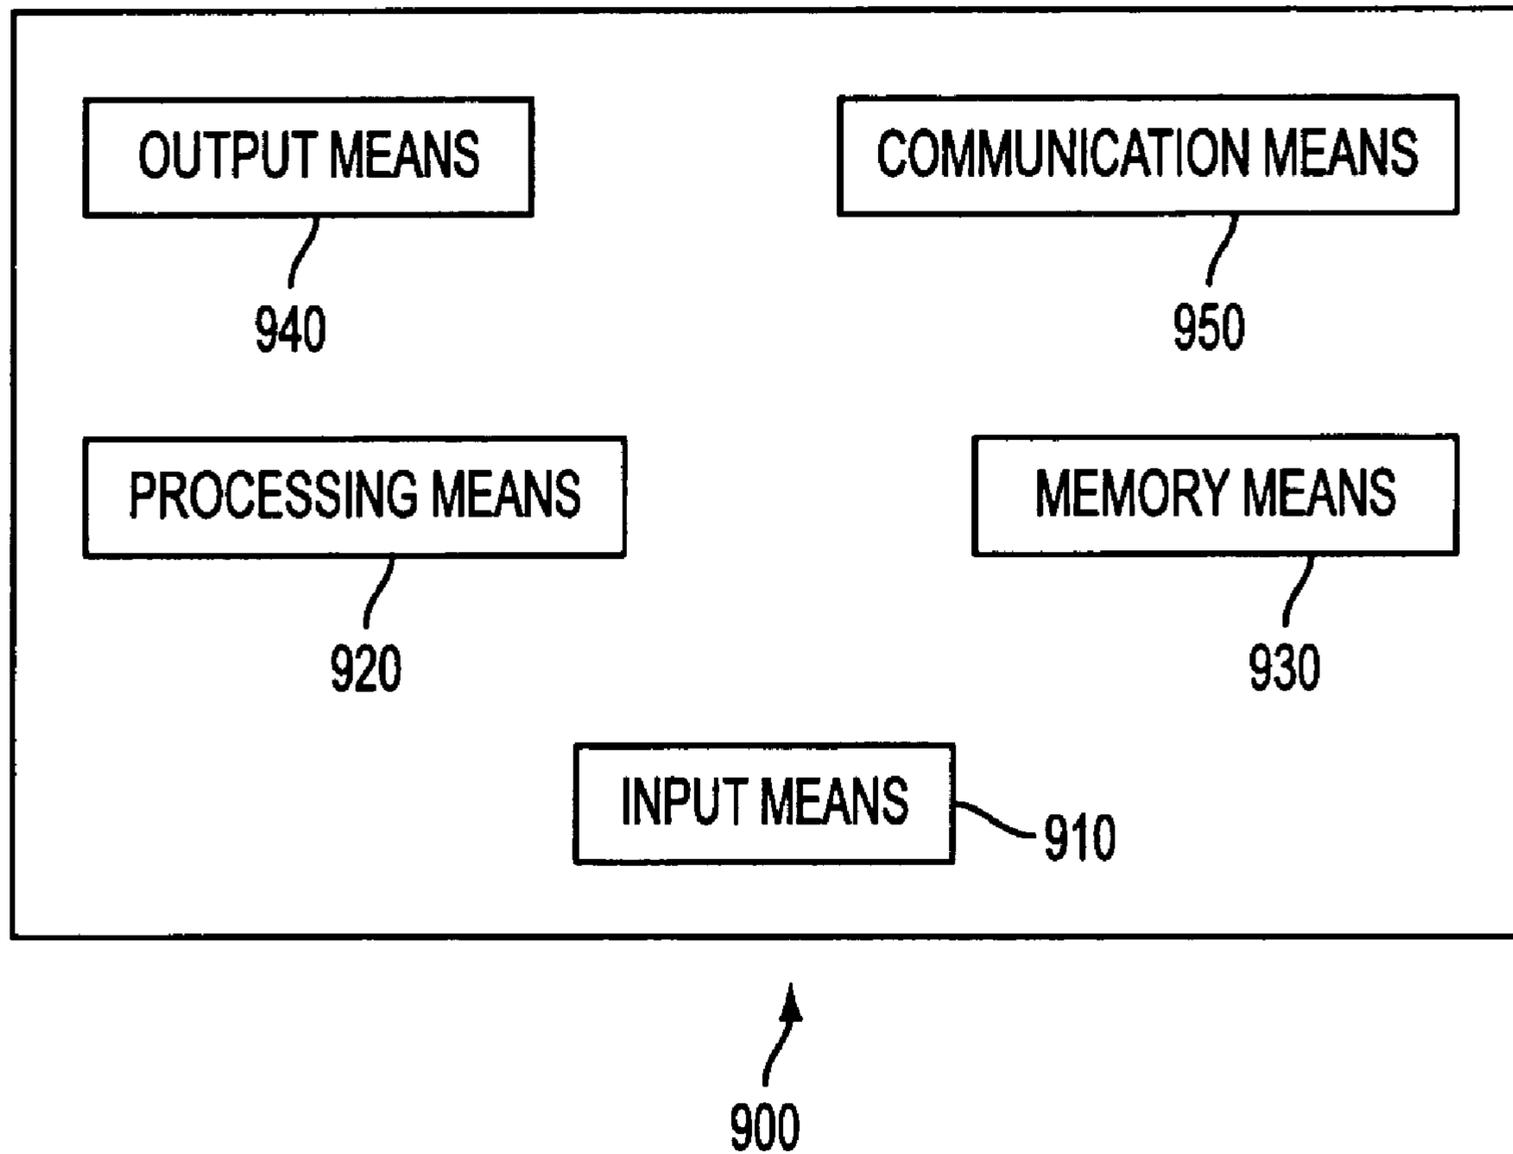 OUTPUT MEANS
COMMUNICATION MEANS
940
950
PROCESSING MEANS
MEMORY MEANS
920
930
INPUT MEANS
910
900